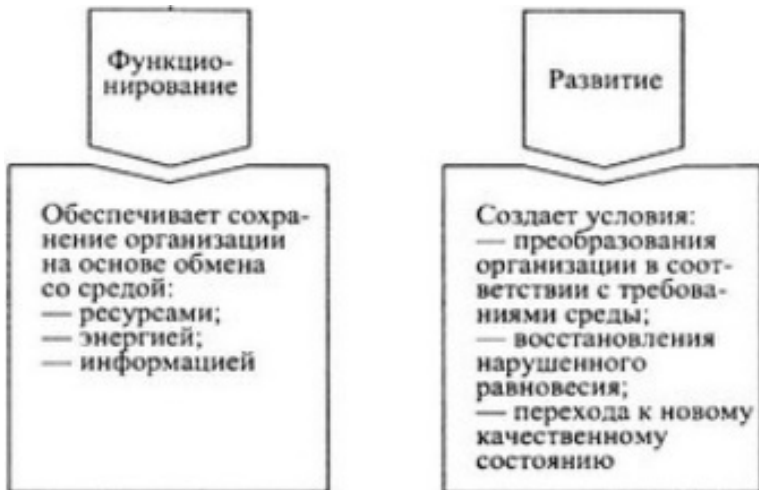 Функцио-
нирование
Обеспечивает сохра-
нение организации
на основе обмена
со средой:
— ресурсами;
— энергией;
— информацией
Развитие
Создает условия:
— преобразования
организации в соот-
ветствии с требова-
ниями среды;
— восстановления
нарушенного
равновесия;
— перехода к новому
качественному
состоянию